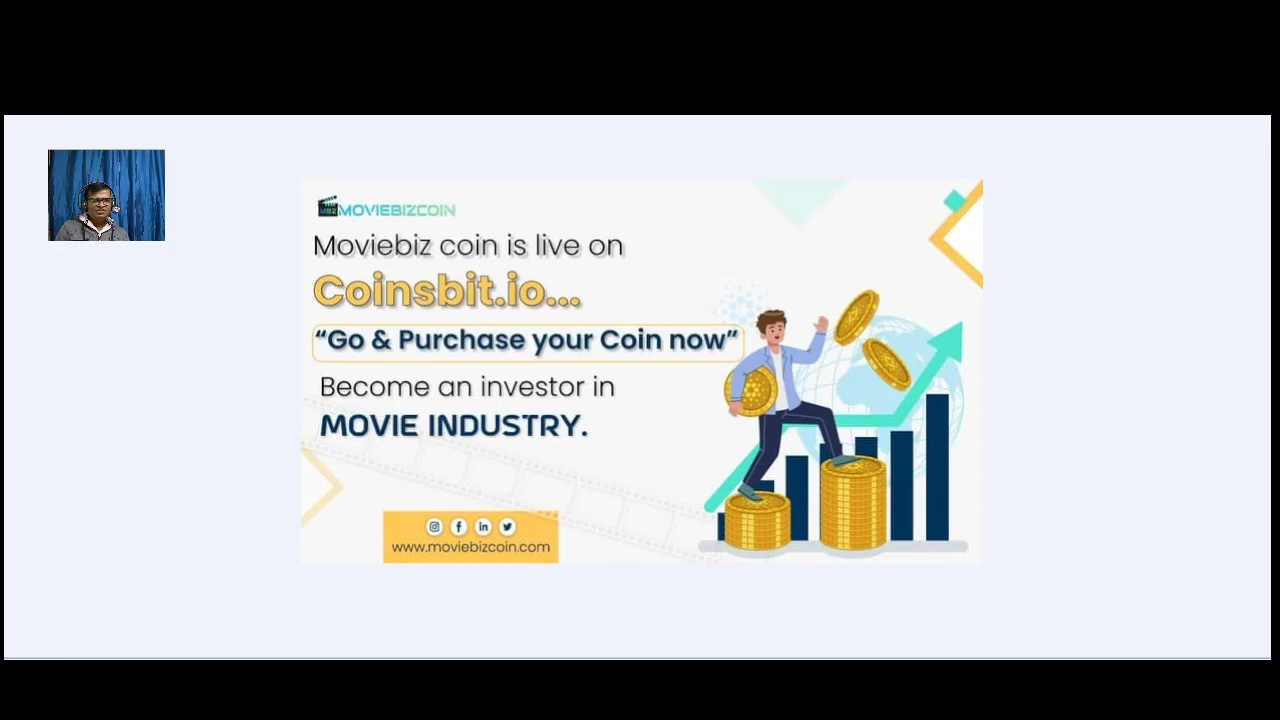 MOVIEBIZCOIN
Moviebiz coin is live on
Coinsbit.io...
“Go & Purchase your Coin now”
Become an investor in
MOVIE INDUSTRY.
www.moviebizcoin.com